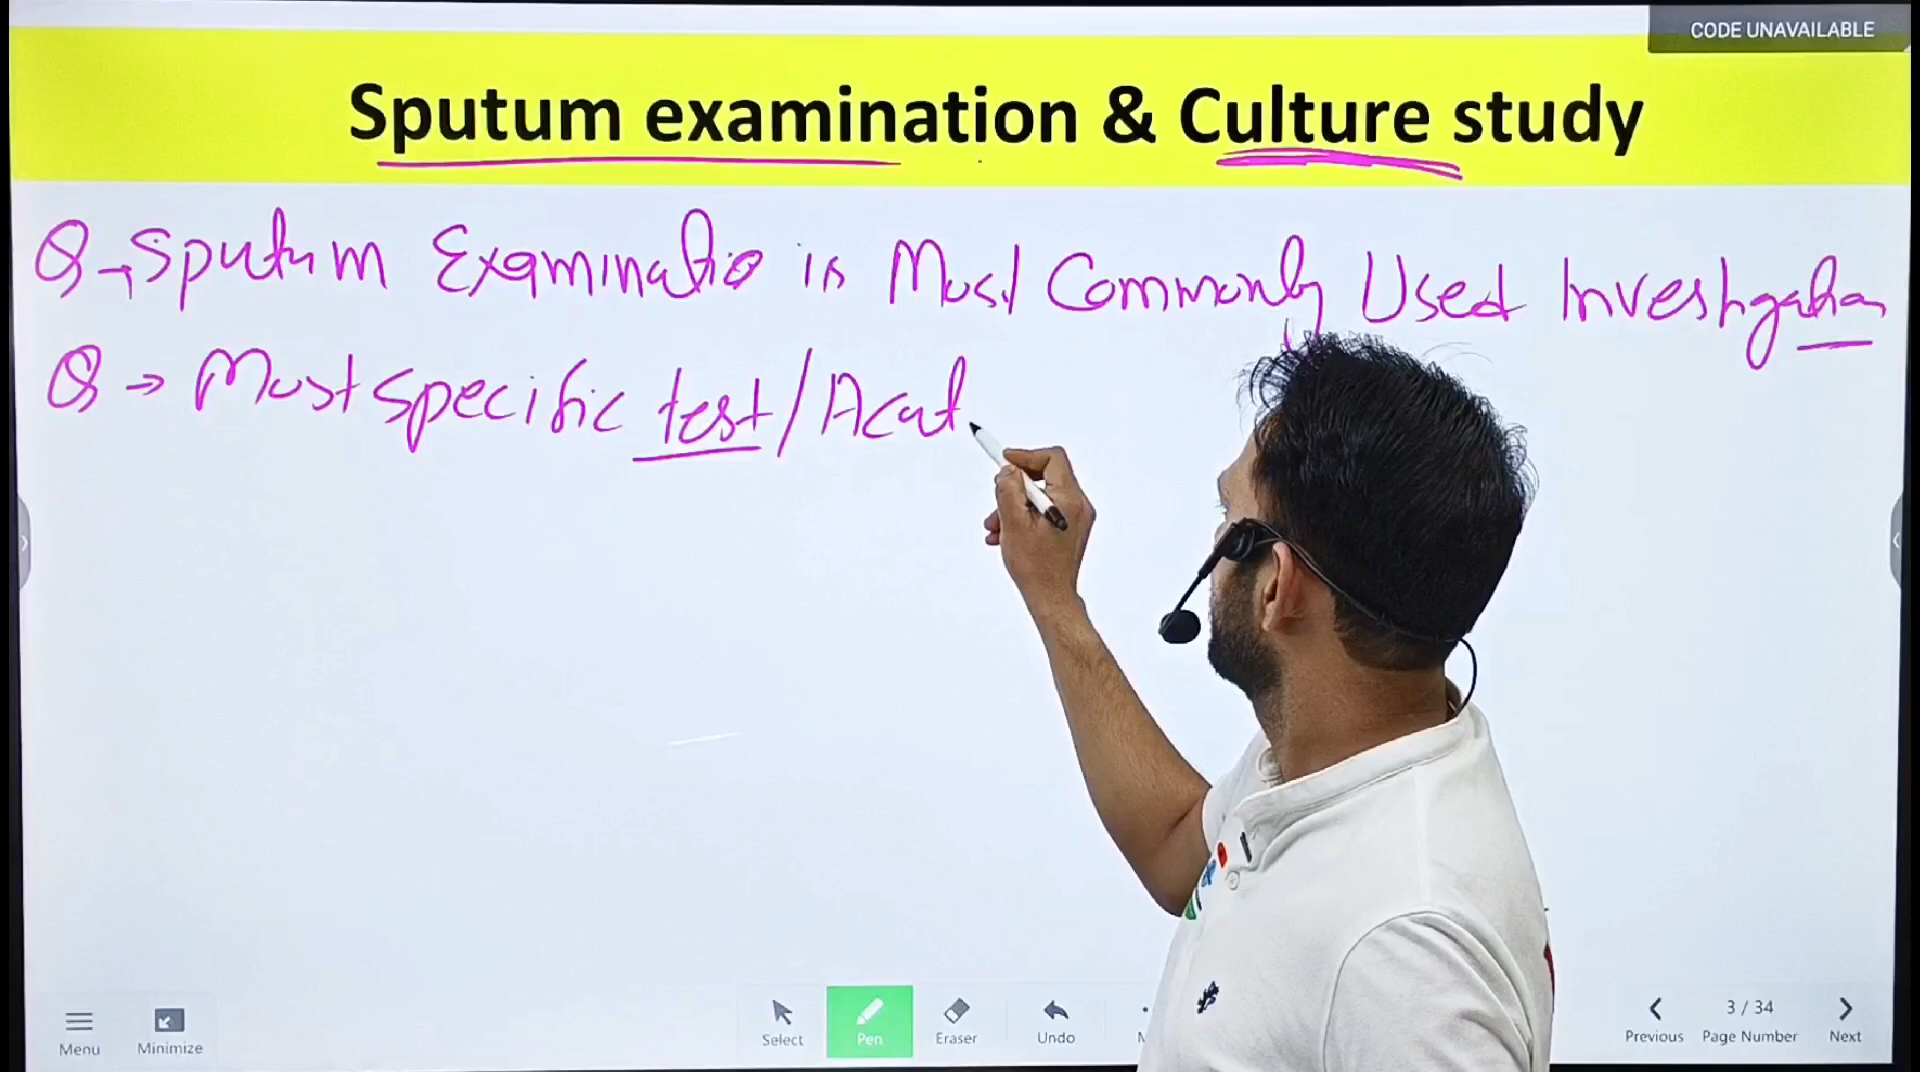 CODE UNAVAILABLE
Sputum examination & Culture study
Q → Sputum Examinatio is Most Commonly Used Investigation
Q → Most specific test / Acut
Menu
Minimize
Select
Pen
Eraser
Undo
Previous
3 / 34
Page Number
Next